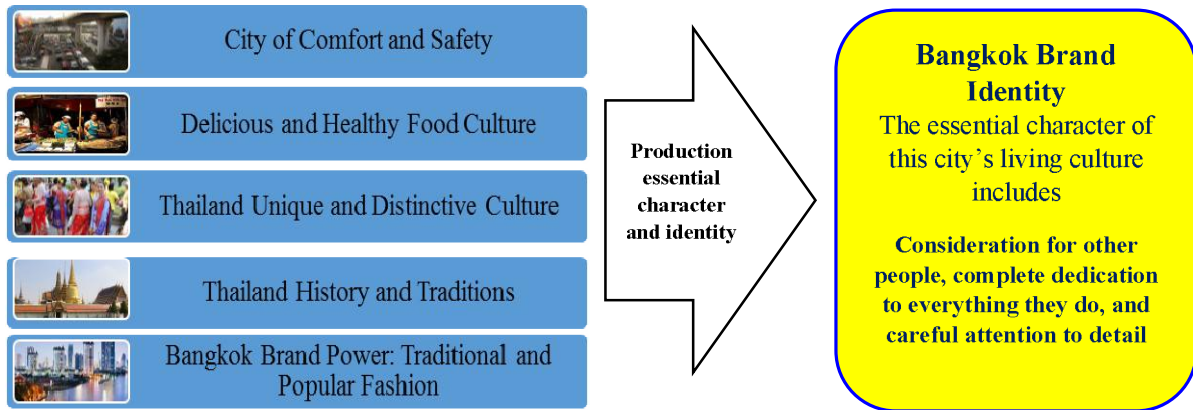 City of Comfort and Safety
Delicious and Healthy Food Culture
Thailand Unique and Distinctive Culture
Thailand History and Traditions
Bangkok Brand Power: Traditional and
Popular Fashion
Production
essential
character
and identity
Bangkok Brand
Identity
The essential character of
this city’s living culture
includes
Consideration for other
people, complete dedication
to everything they do, and
careful attention to detail